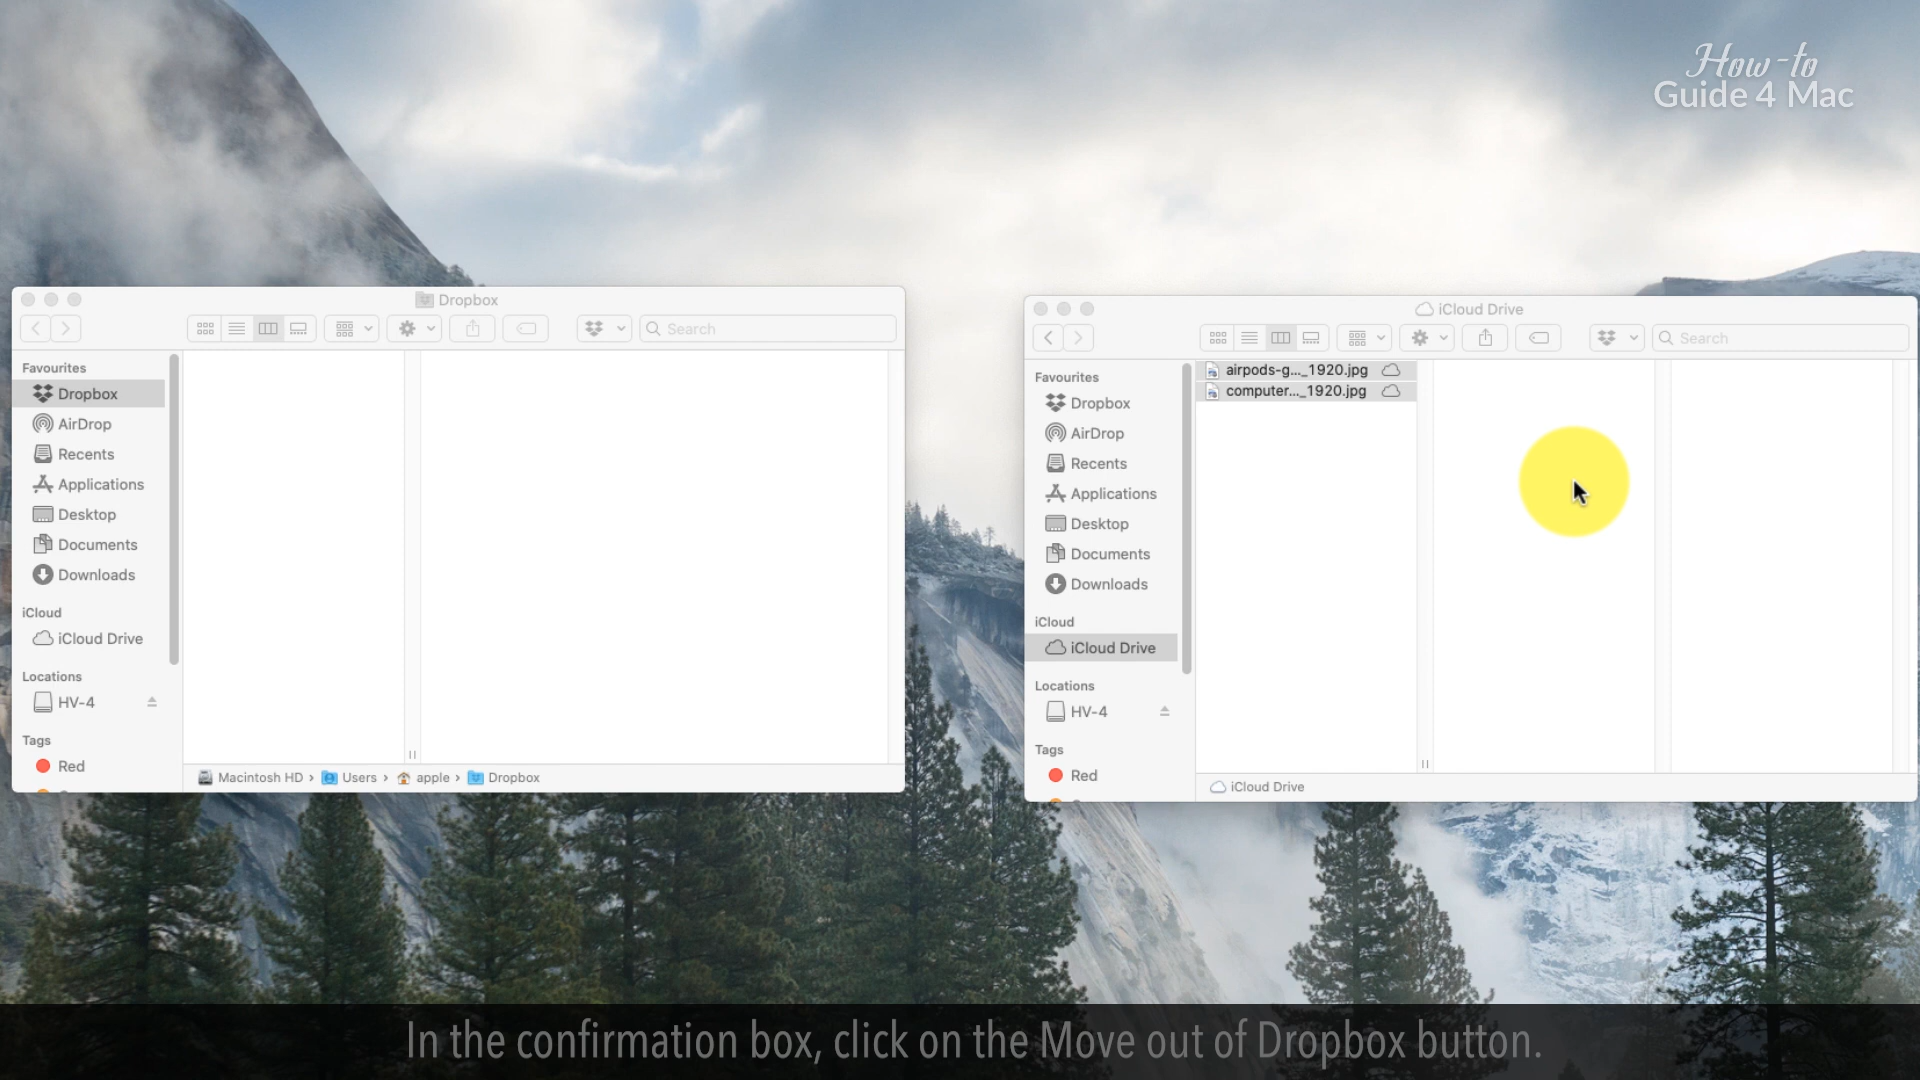 How-to
Guide 4 Mac
Dropbox
Search
Favourites
Dropbox
AirDrop
Recents
Applications
Desktop
Documents
Downloads
iCloud
iCloud Drive
Locations
HV-4
Tags
Red
Macintosh HD › Users › apple › Dropbox
iCloud Drive
Search
Favourites
Dropbox
AirDrop
Recents
Applications
Desktop
Documents
Downloads
iCloud
iCloud Drive
Locations
HV-4
Tags
Red
airpods-g..._1920.jpg
computer..._1920.jpg
iCloud Drive
In the confirmation box, click on the Move out of Dropbox button.